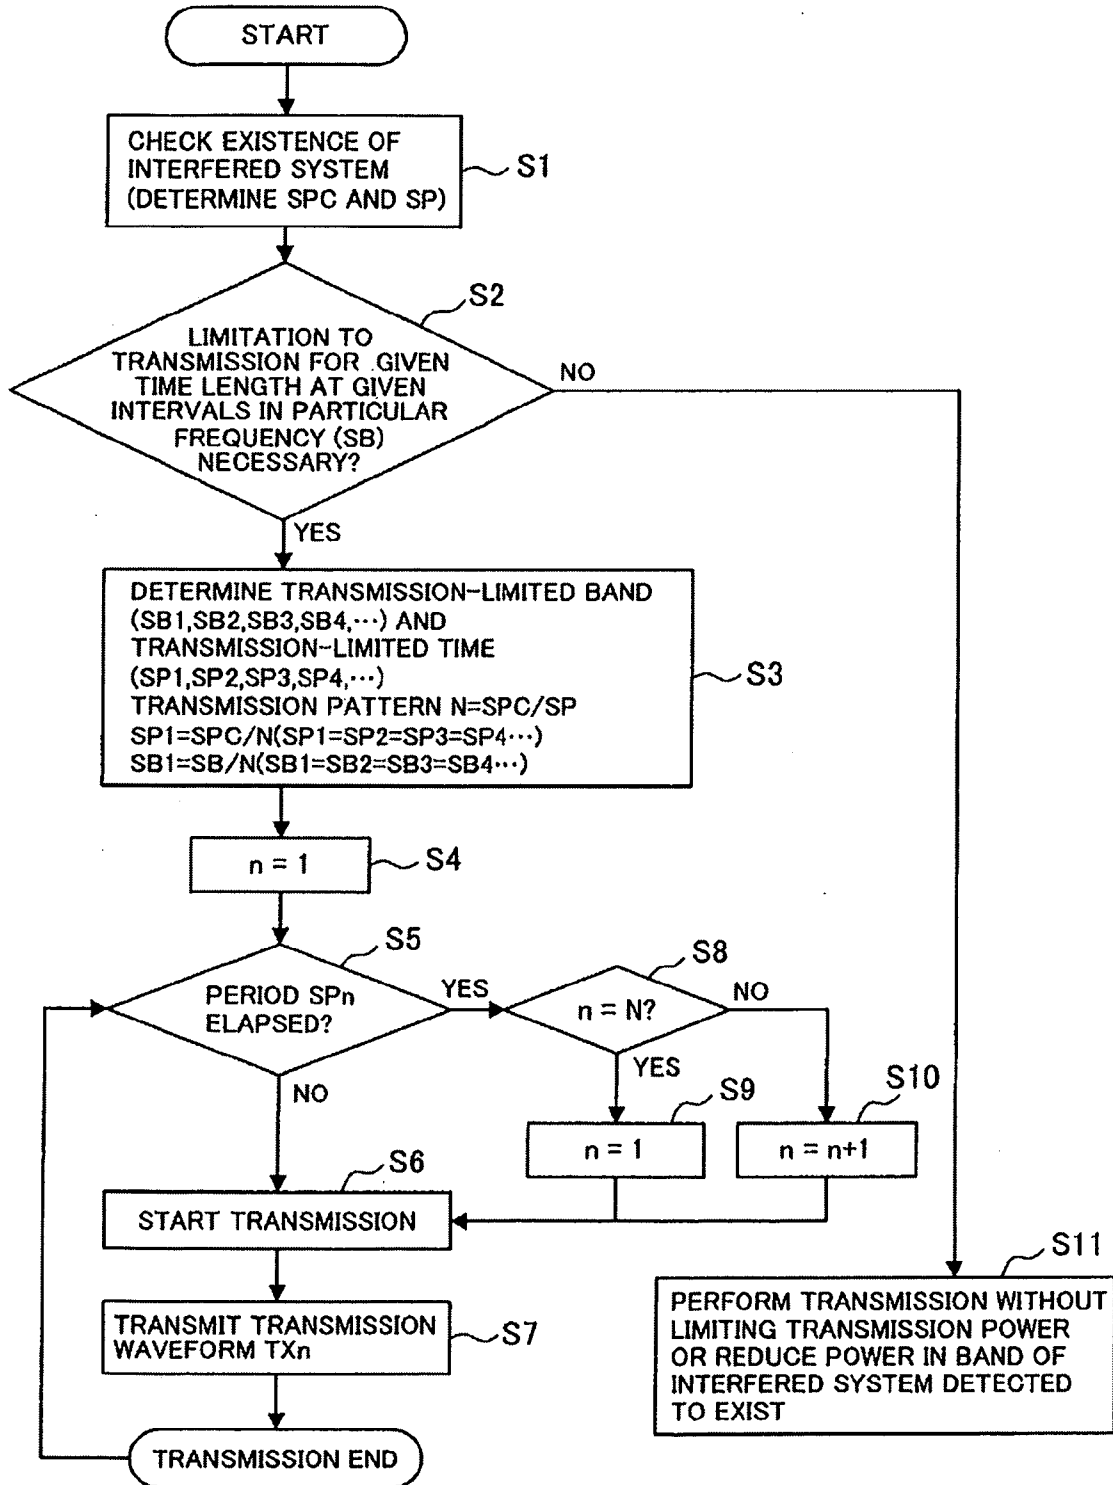 START
CHECK EXISTENCE OF
INTERFERED SYSTEM
(DETERMINE SPC AND SP)
S1
S2
LIMITATION TO
TRANSMISSION FOR GIVEN
TIME LENGTH AT GIVEN
INTERVALS IN PARTICULAR
FREQUENCY (SB)
NECESSARY?
NO
YES
DETERMINE TRANSMISSION-LIMITED BAND
(SB1,SB2,SB3,SB4,···) AND
TRANSMISSION-LIMITED TIME
(SP1,SP2,SP3,SP4,···)
TRANSMISSION PATTERN N=SPC/SP
SP1=SPC/N(SP1=SP2=SP3=SP4···)
SB1=SB/N(SB1=SB2=SB3=SB4···)
S3
n = 1
S4
S5
PERIOD SPn
ELAPSED?
YES
NO
S8
n = N?
NO
YES
S9
n = 1
S10
n = n+1
S6
START TRANSMISSION
TRANSMIT TRANSMISSION
WAVEFORM TXn
S7
TRANSMISSION END
S11
PERFORM TRANSMISSION WITHOUT
LIMITING TRANSMISSION POWER
OR REDUCE POWER IN BAND OF
INTERFERED SYSTEM DETECTED
TO EXIST